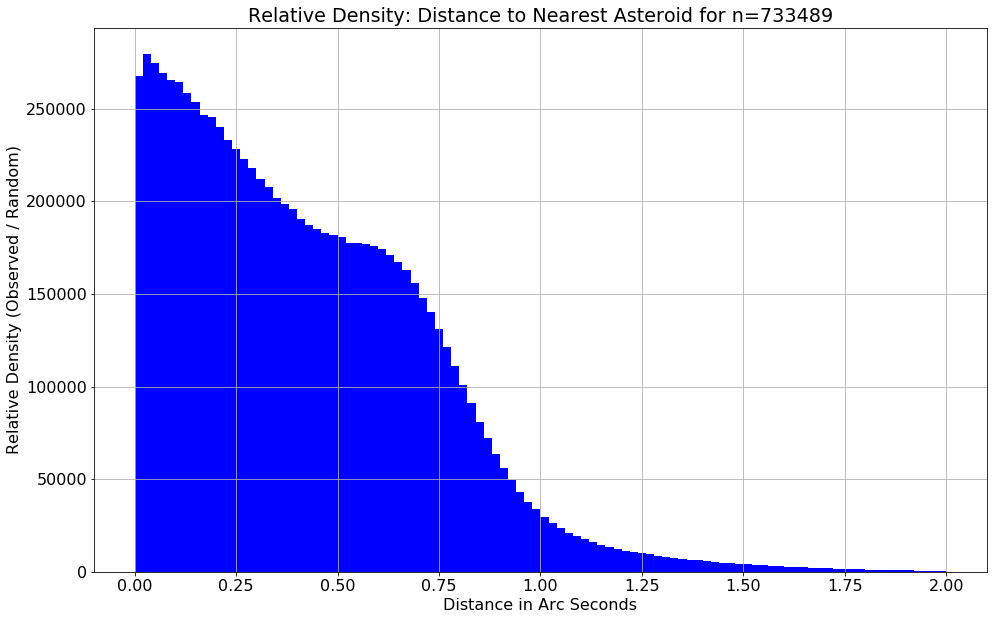 Relative Density: Distance to Nearest Asteroid for n=733489
Relative Density (Observed / Random)
250000
200000
150000
100000
50000
0
0.00 0.25 0.50 0.75 1.00 1.25 1.50 1.75 2.00
Distance in Arc Seconds